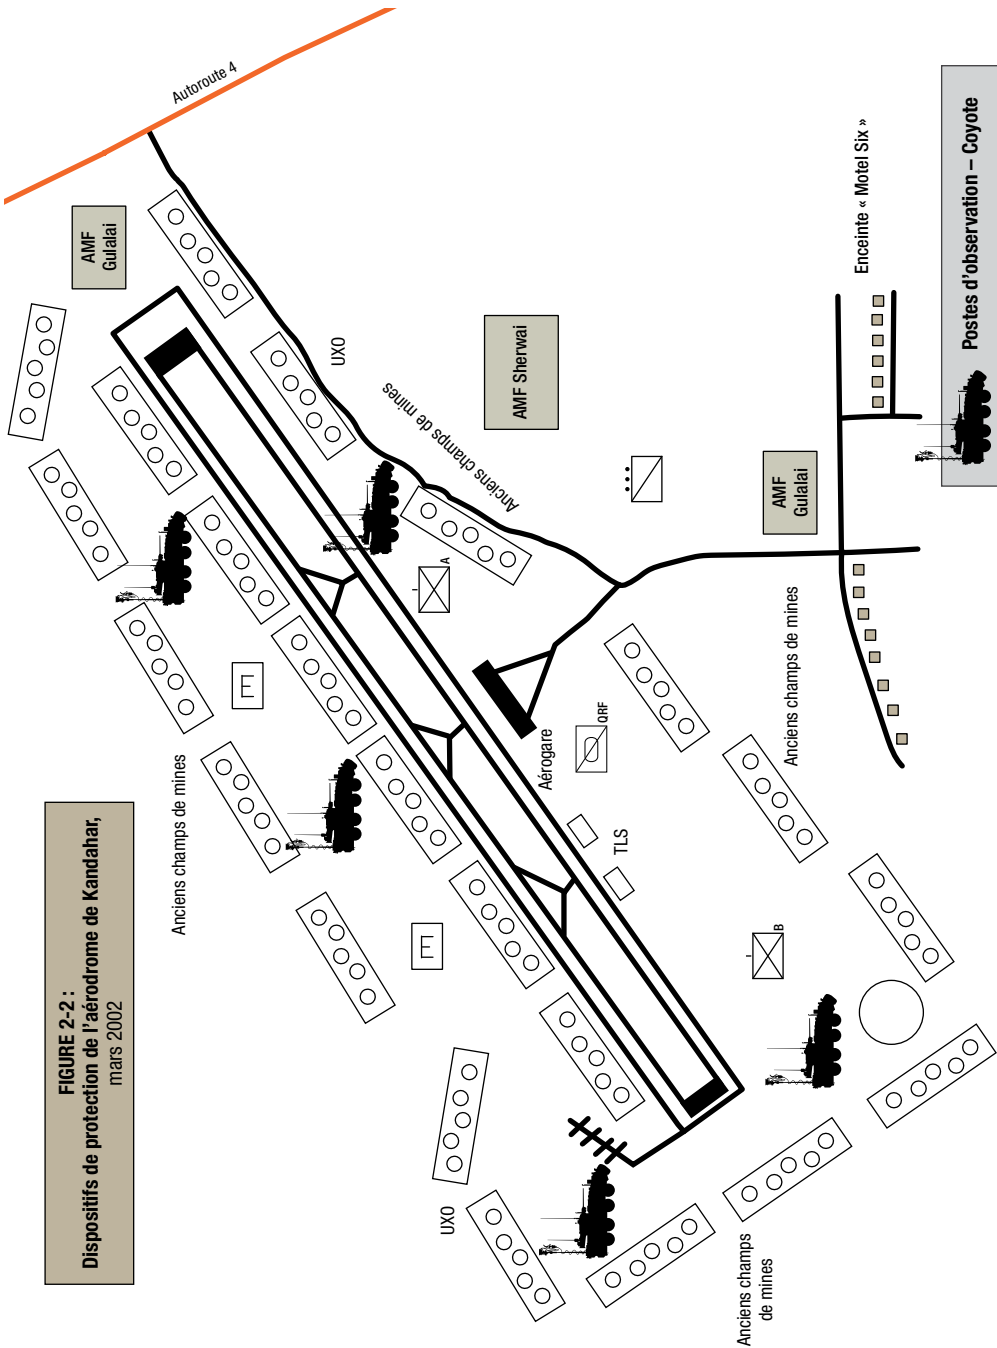 FIGURE 2-2 :
Dispositifs de protection de l'aérodrome de Kandahar,
mars 2002
Autoroute 4
AMF
Gulalai
UXO
Anciens champs de mines
AMF Sherwai
Enceinte « Motel Six »
Postes d'observation – Coyote
AMF
Gulalai
Anciens champs de mines
A
E
Anciens champs de mines
E
Aérogare
QRF
TLS
B
UXO
Anciens champs
de mines